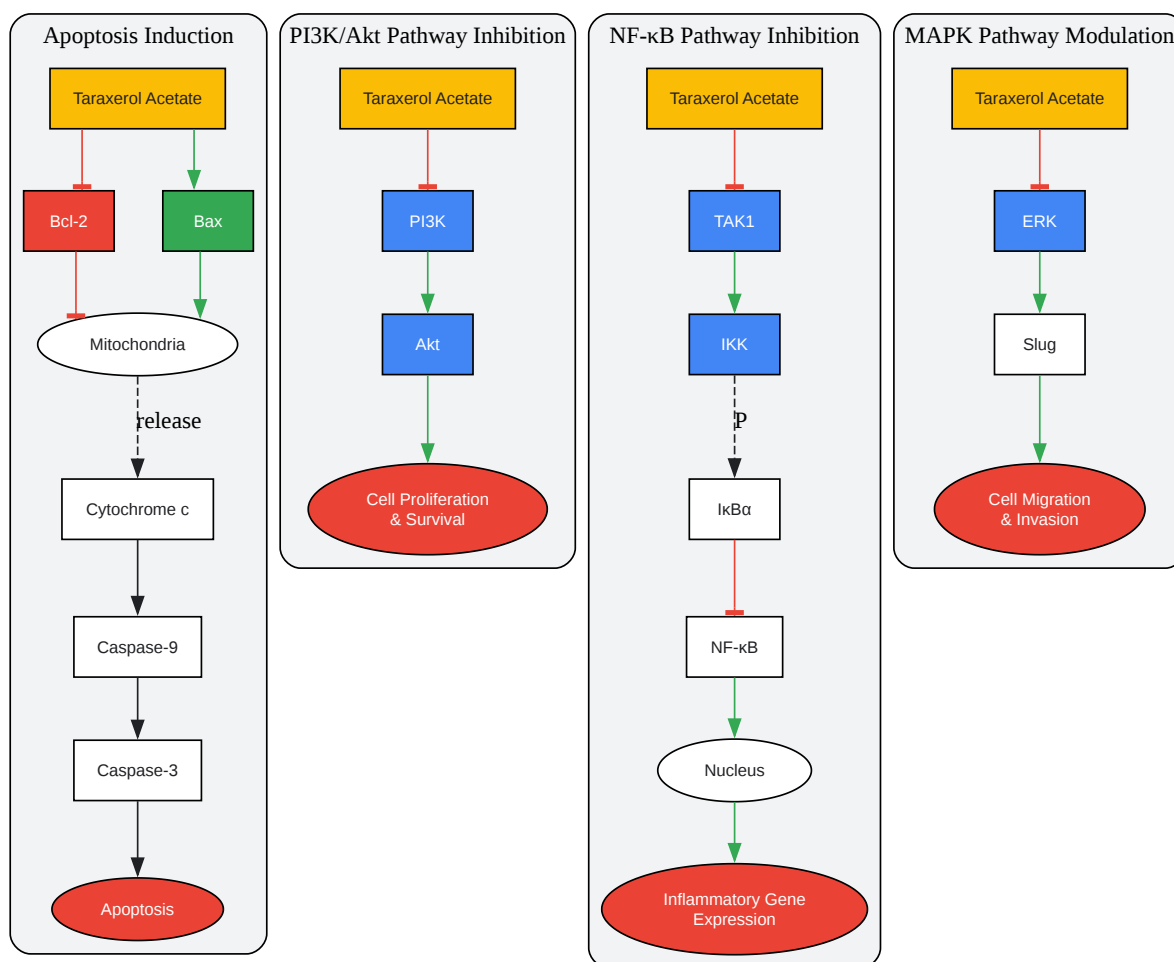 Apoptosis Induction
Taraxerol Acetate
Bcl-2
Bax
Mitochondria
release
Cytochrome c
Caspase-9
Caspase-3
Apoptosis
PI3K/Akt Pathway Inhibition
Taraxerol Acetate
PI3K
Akt
Cell Proliferation
& Survival
NF-κB Pathway Inhibition
Taraxerol Acetate
TAK1
IKK
P
IκBα
NF-κB
Nucleus
Inflammatory Gene
Expression
MAPK Pathway Modulation
Taraxerol Acetate
ERK
Slug
Cell Migration
& Invasion